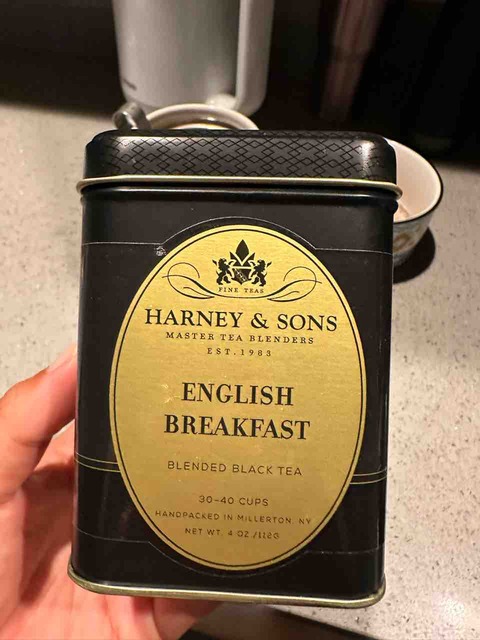 FINE TEAS
HARNEY & SONS
MASTER TEA BLENDERS
EST. 1983
ENGLISH
BREAKFAST
BLENDED BLACK TEA
30-40 CUPS
HANDPACKED IN MILLERTON, NY
NET WT. 4 OZ /112G